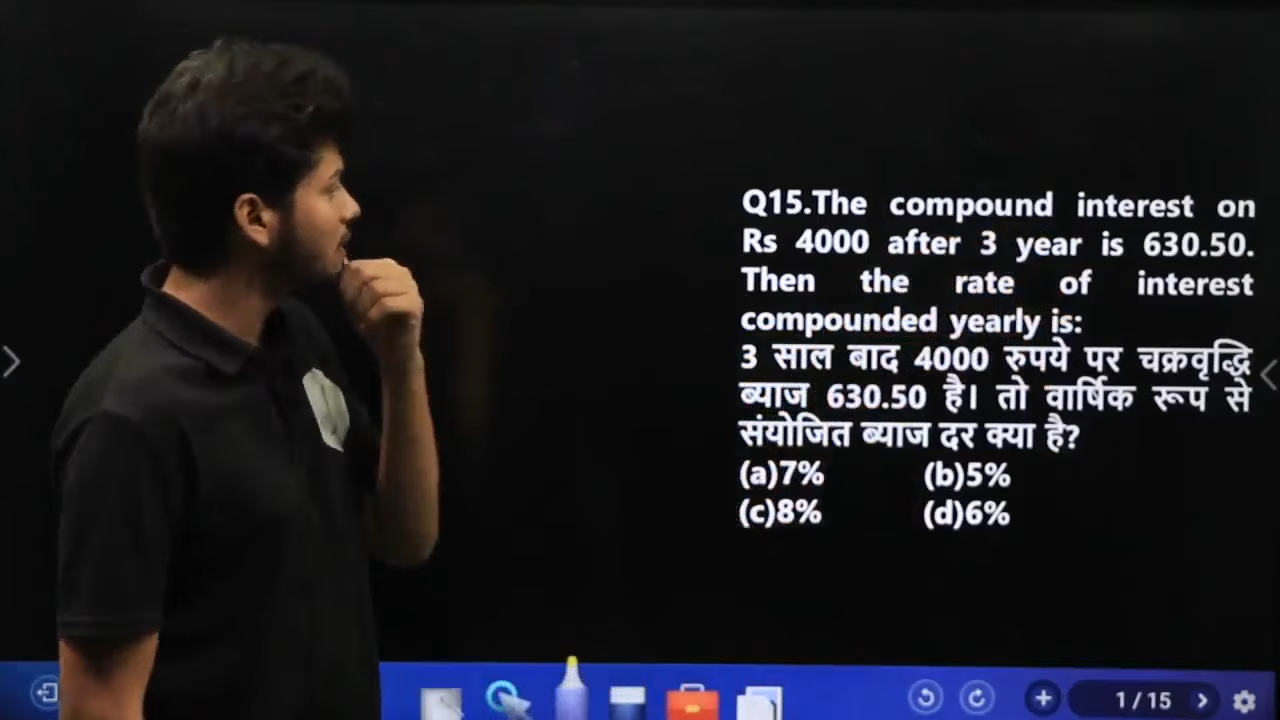 Q15.The compound interest on
Rs 4000 after 3 year is 630.50.
Then the rate of interest
compounded yearly is:
3 साल बाद 4000 रुपये पर चक्रवृद्धि
ब्याज 630.50 है। तो वार्षिक रूप से
संयोजित ब्याज दर क्या है?
(a)7% (b)5%
(c)8% (d)6%
1 / 15